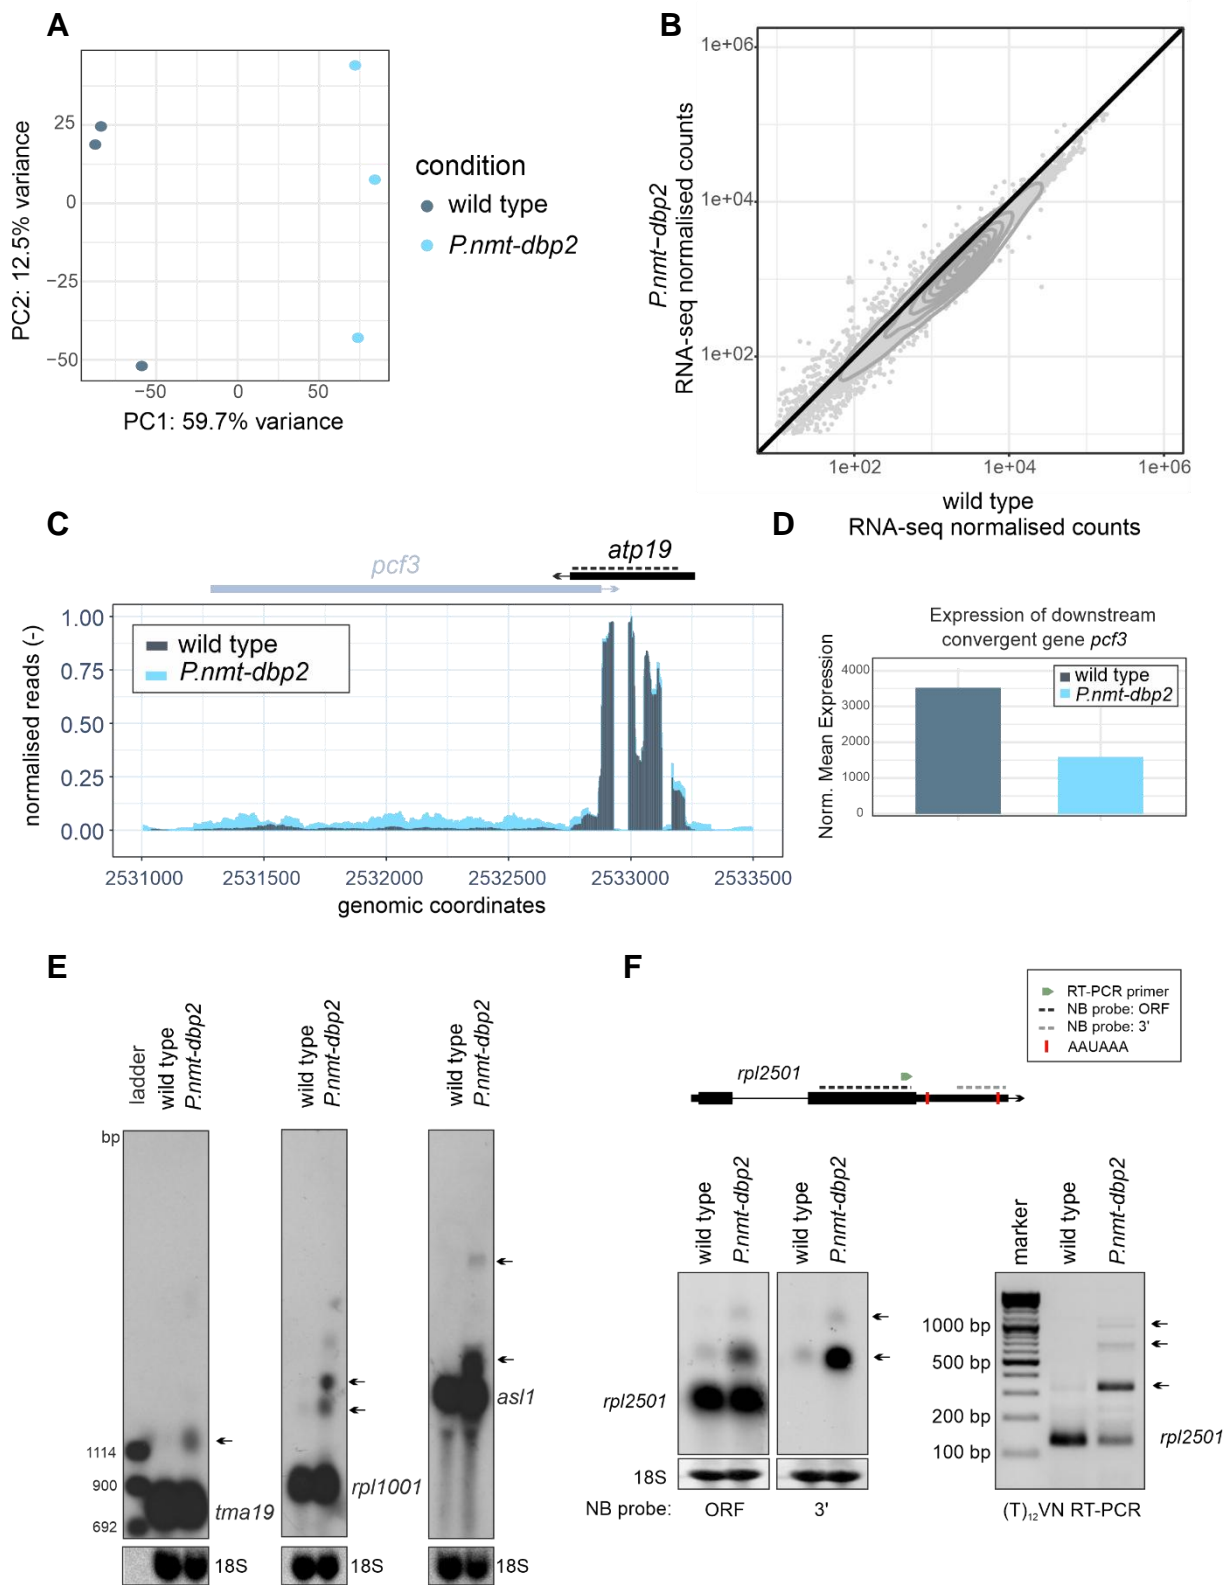 A
25
0
−25
−50
−50
0
50
PC2: 12.5% variance
PC1: 59.7% variance
condition
wild type
P.nmt-dbp2
B
1e+06
1e+04
1e+02
1e+02
1e+04
1e+06
P.nmt−dbp2
RNA-seq normalised counts
wild type
RNA-seq normalised counts
C
pcf3
atp19
1.00
0.75
0.50
0.25
0.00
normalised reads (-)
wild type
P.nmt-dbp2
2531000
2531500
2532000
2532500
2533000
2533500
genomic coordinates
D
Expression of downstream
convergent gene pcf3
4000
3000
2000
1000
0
Norm. Mean Expression
wild type
P.nmt-dbp2
E
ladder
wild type
P.nmt-dbp2
wild type
P.nmt-dbp2
wild type
P.nmt-dbp2
bp
1114
900
692
tma19
rpl1001
asl1
18S
18S
18S
F
RT-PCR primer
NB probe: ORF
NB probe: 3'
AAUAAA
rpl2501
wild type
P.nmt-dbp2
wild type
P.nmt-dbp2
marker
wild type
P.nmt-dbp2
rpl2501
18S
NB probe:
ORF
3'
1000 bp
500 bp
200 bp
100 bp
rpl2501
(T)₁₂VN RT-PCR